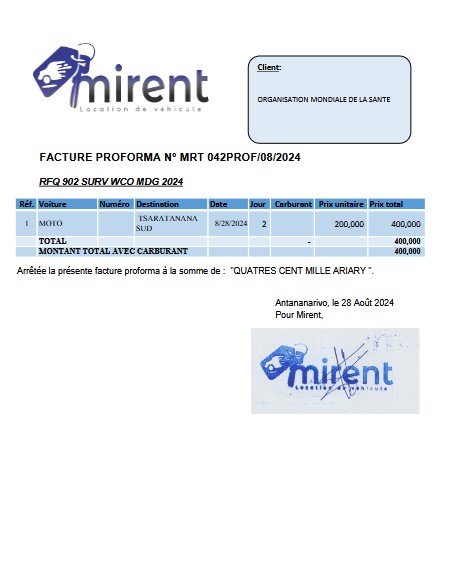 mirent
Location de véhicule
Client:
ORGANISATION MONDIALE DE LA SANTE
FACTURE PROFORMA N° MRT 042PROF/08/2024
RFQ 902 SURV WCO MDG 2024
Réf. Voiture Numéro Destination Date Jour Carburant Prix unitaire Prix total
1 MOTO TSARATANANA SUD 8/28/2024 2 200,000 400,000
TOTAL - 400,000
MONTANT TOTAL AVEC CARBURANT 400,000
Arrêtée la présente facture proforma à la somme de : "QUATRES CENT MILLE ARIARY ".
Antananarivo, le 28 Août 2024
Pour Mirent,
mirent
Location de véhicule